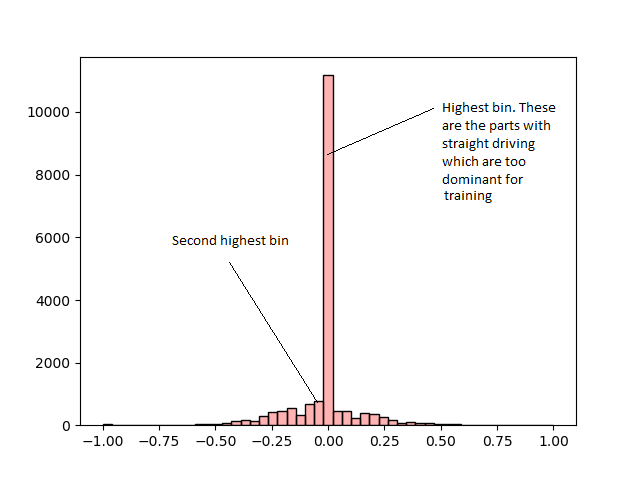 10000
8000
6000
4000
2000
0
Highest bin. These
are the parts with
straight driving
which are too
dominant for
training
Second highest bin
−1.00 −0.75 −0.50 −0.25 0.00 0.25 0.50 0.75 1.00